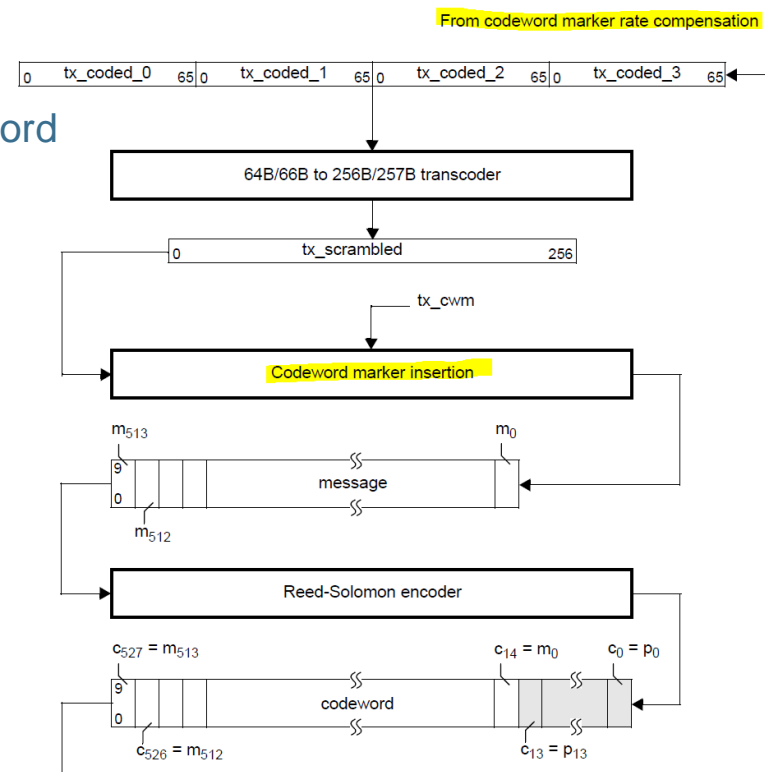 From codeword marker rate compensation
0 tx_coded_0 65 0 tx_coded_1 65 0 tx_coded_2 65 0 tx_coded_3 65
ord
64B/66B to 256B/257B transcoder
0 tx_scrambled 256
tx_cwm
Codeword marker insertion
m513 m0
9
message
0
m512
Reed-Solomon encoder
c527 = m513 c14 = m0 c0 = p0
9
codeword
0
c526 = m512 c13 = p13